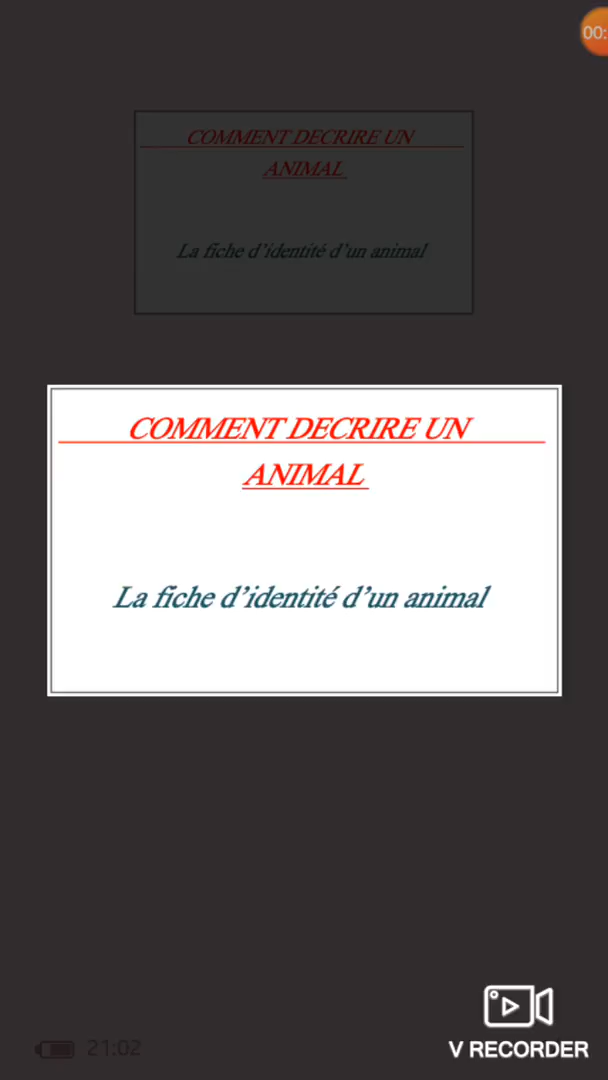 00:
COMMENT DECRIRE UN
ANIMAL
La fiche d'identité d'un animal
COMMENT DECRIRE UN
ANIMAL
La fiche d'identité d'un animal
21:02
V RECORDER